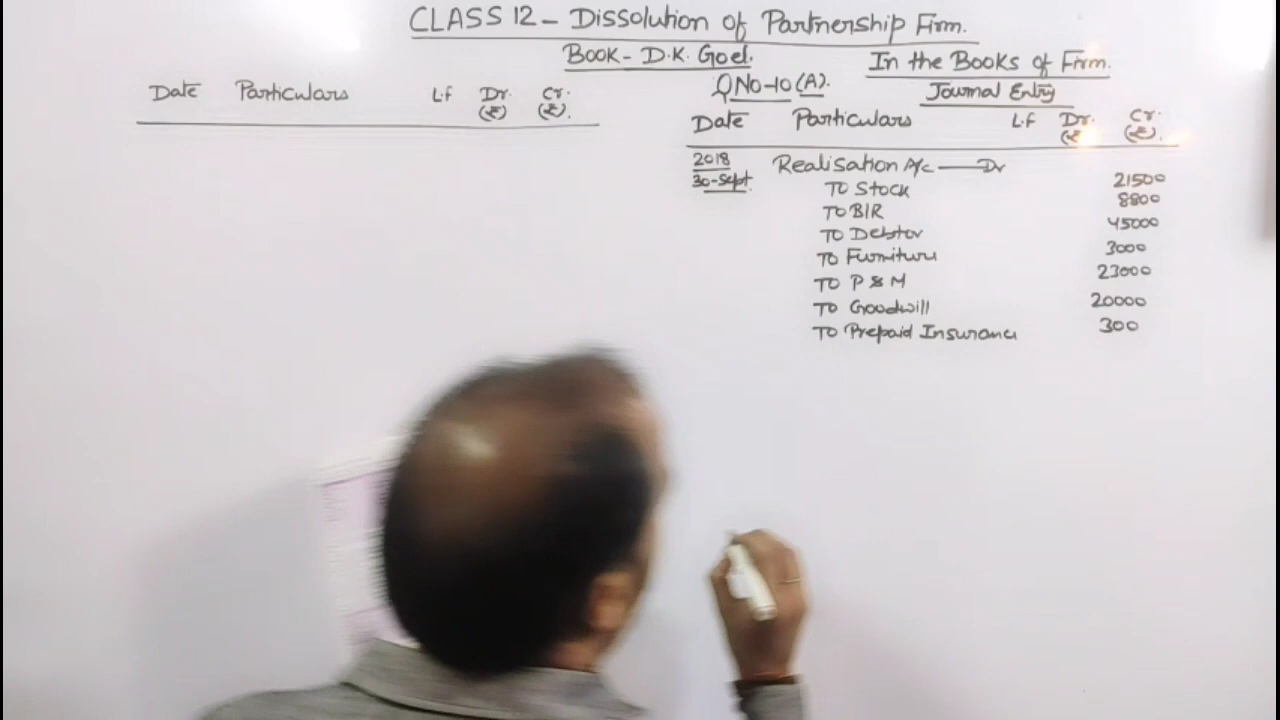 CLASS 12 - Dissolution of Partnership Firm.
BOOK - D.K. Goel.
In the Books of Firm.
QNO-10 (A).
Journal Entry
Date Particulars L.f Dr. (₹) Cr. (₹).
Date Particulars L.f Dr. (₹) Cr. (₹).
2018
30-Sept. Realisation A/c —— Dr
To Stock 21500
To B/R 8800
To Debtor 45000
To Furniture 3000
To P & M 23000
To Goodwill 20000
To Prepaid Insurance 300